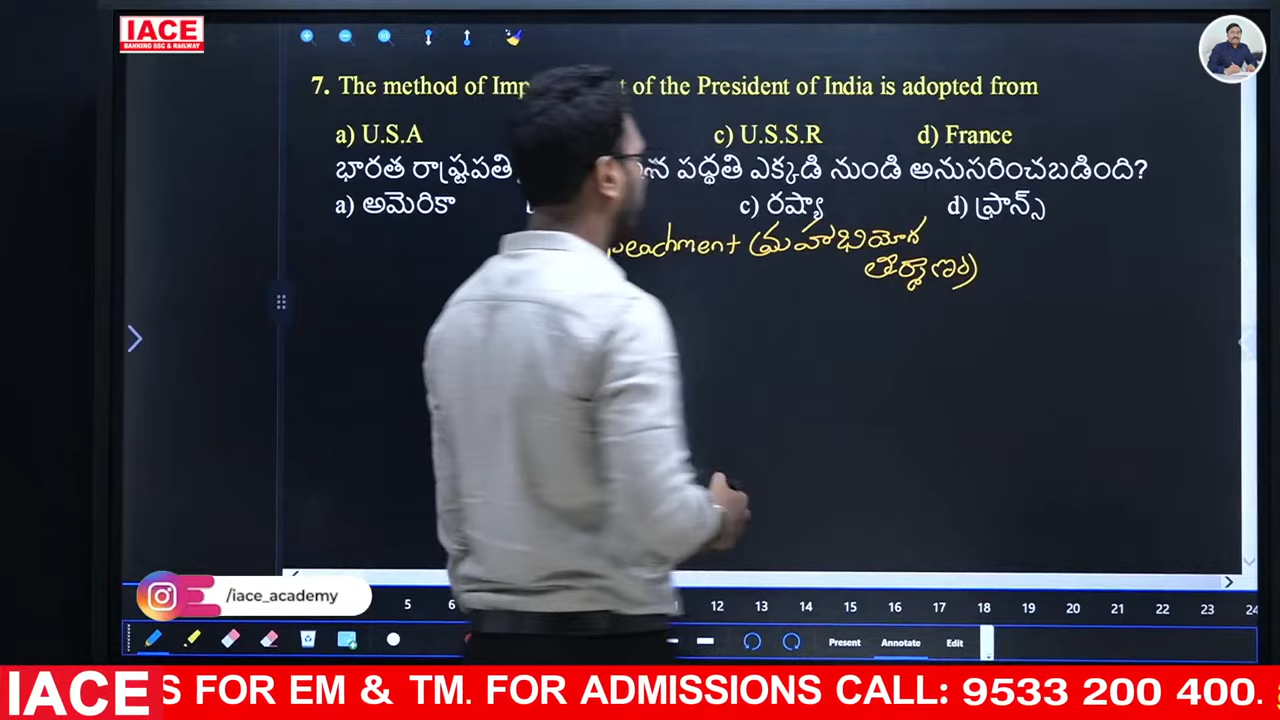 IACE
BANKING SSC & RAILWAY
7. The method of Imp t of the President of India is adopted from
a) U.S.A c) U.S.S.R d) France
భారత రాష్ట్రపతి పద్ధతి ఎక్కడి నుండి అనుసరించబడింది?
a) అమెరికా c) రష్యా d) ఫ్రాన్స్
peachment (మహాభియోగ
తీర్మాణం)
/iace_academy
5 6 12 13 14 15 16 17 18 19 20 21 22 23 24
Present Annotate Edit
IACE S FOR EM & TM. FOR ADMISSIONS CALL: 9533 200 400.